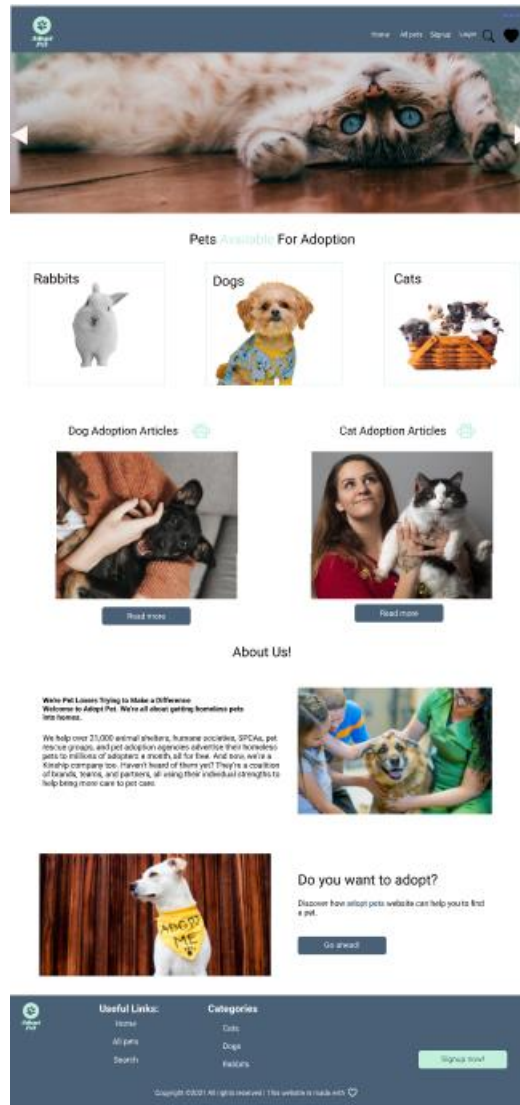 Adopt
Pet
Home All pets Signup Login
Pets Available For Adoption
Rabbits
Dogs
Cats
Dog Adoption Articles
Cat Adoption Articles
ADOPT
ME
Read more
Read more
About Us!
We're Pet Lovers Trying to Make a Difference
Welcome to Adopt Pet. We're all about getting homeless pets
into homes.
We help over 21,000 animal shelters, humane societies, SPCAs, pet
rescue groups, and pet adoption agencies advertise their homeless
pets to millions of adopters a month, all for free. And now, we're a
Kinship company too. Haven't heard of them yet? They're a coalition
of brands, teams, and partners, all using their individual strengths to
help bring more care to pet care.
Do you want to adopt?
Discover how adopt pets website can help you to find
a pet.
Go ahead!
Adopt
Pet
Useful Links:
Home
All pets
Search
Categories
Cats
Dogs
Rabbits
Signup now!
Copyright ©2021 All rights reserved | This website is made with